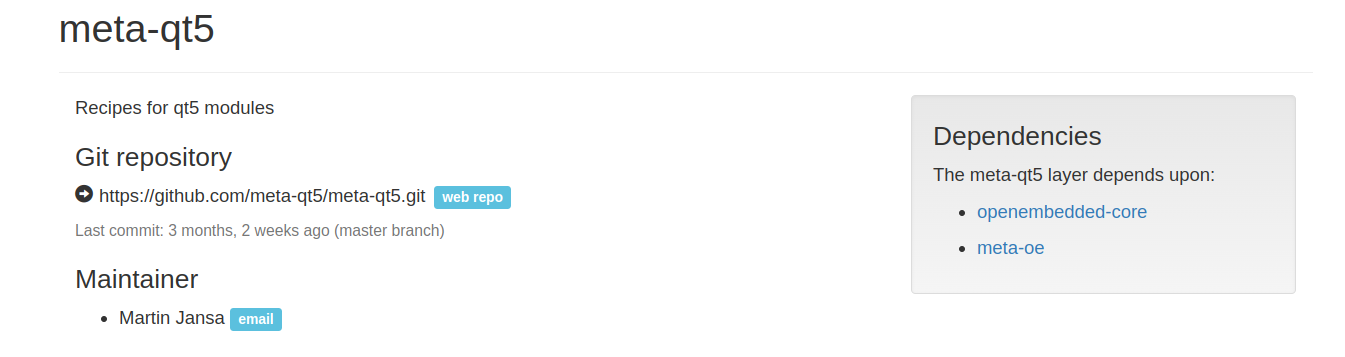 meta-qt5
Recipes for qt5 modules
Git repository
https://github.com/meta-qt5/meta-qt5.git web repo
Last commit: 3 months, 2 weeks ago (master branch)
Maintainer
Martin Jansa email
Dependencies
The meta-qt5 layer depends upon:
openembedded-core
meta-oe